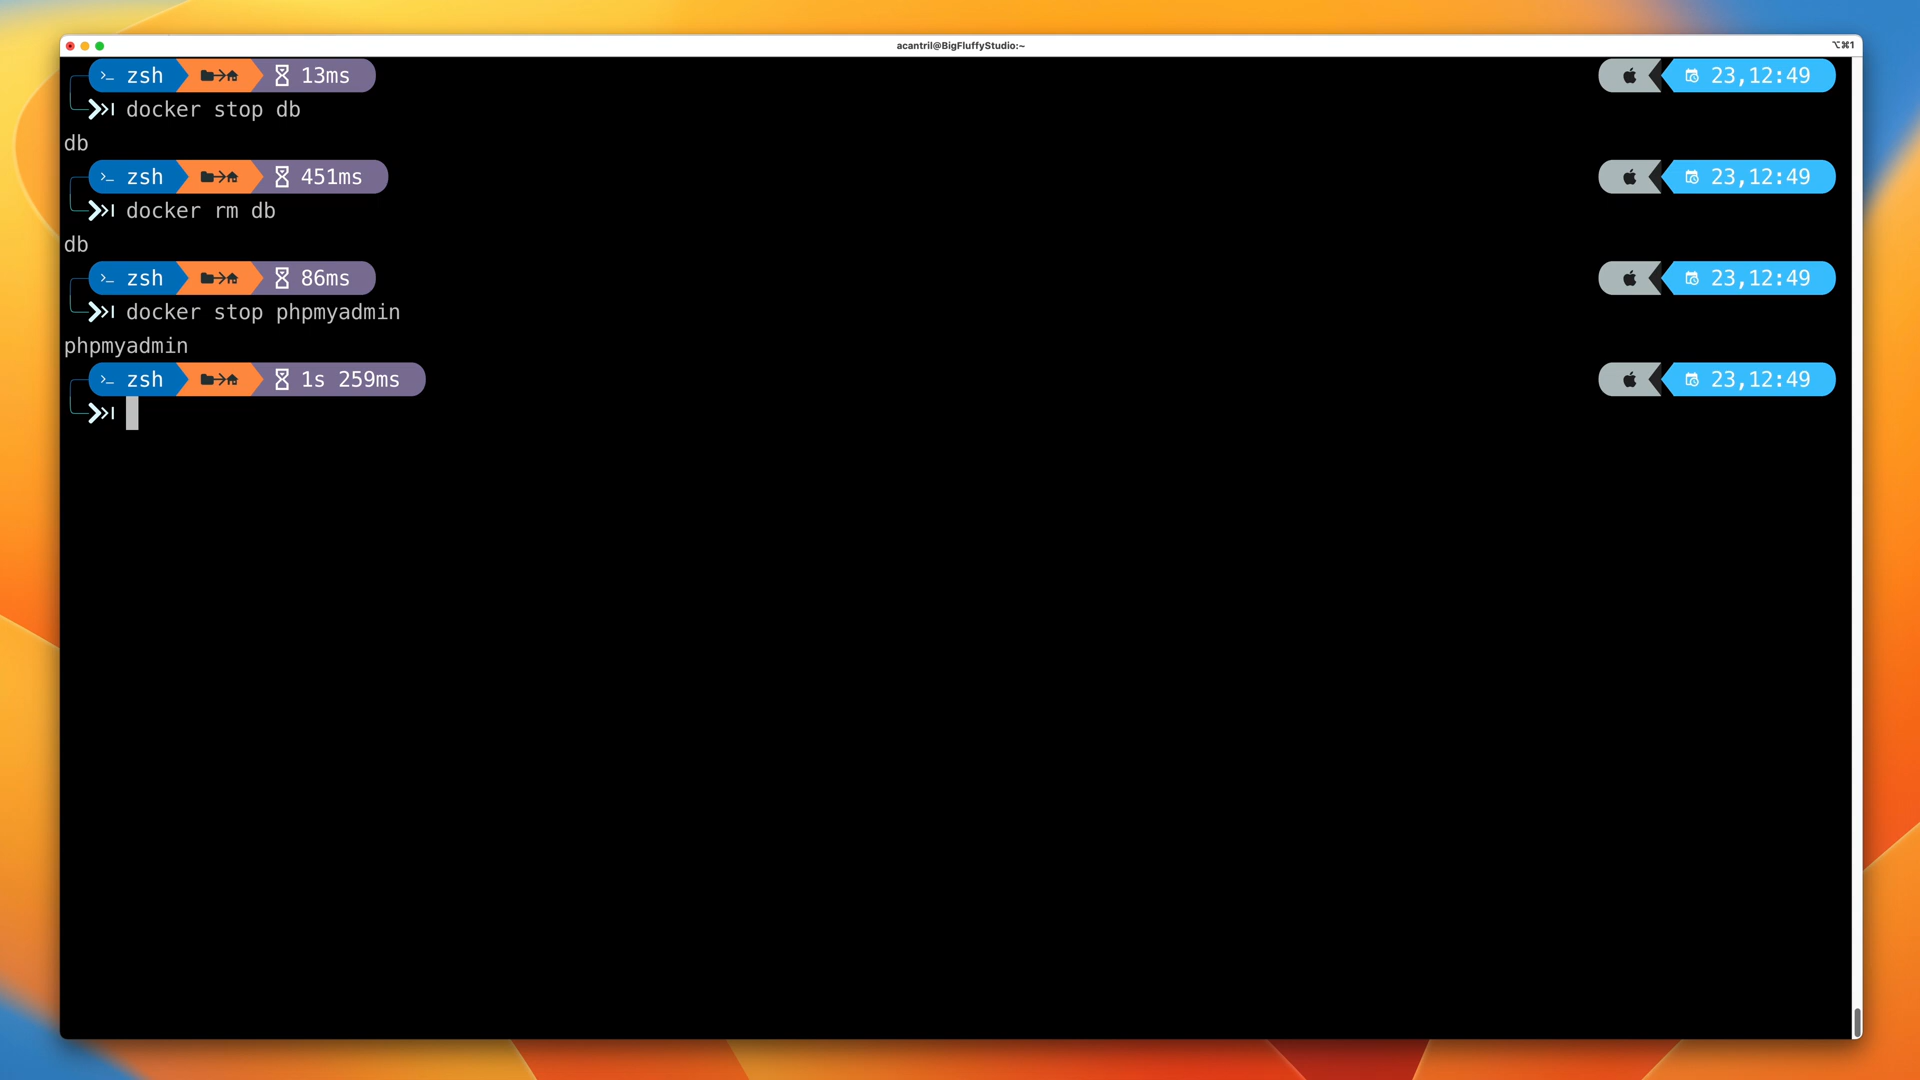 acantril@BigFluffyStudio:~
⌥⌘1
>_ zsh 13ms 23,12:49
docker stop db
db
>_ zsh 451ms 23,12:49
docker rm db
db
>_ zsh 86ms 23,12:49
docker stop phpmyadmin
phpmyadmin
>_ zsh 1s 259ms 23,12:49